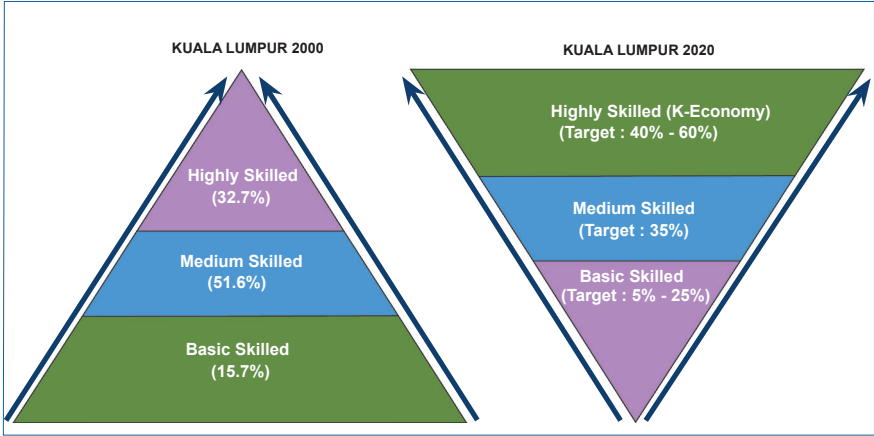 KUALA LUMPUR 2000
Highly Skilled
(32.7%)
Medium Skilled
(51.6%)
Basic Skilled
(15.7%)
KUALA LUMPUR 2020
Highly Skilled (K-Economy)
(Target : 40% - 60%)
Medium Skilled
(Target : 35%)
Basic Skilled
(Target : 5% - 25%)